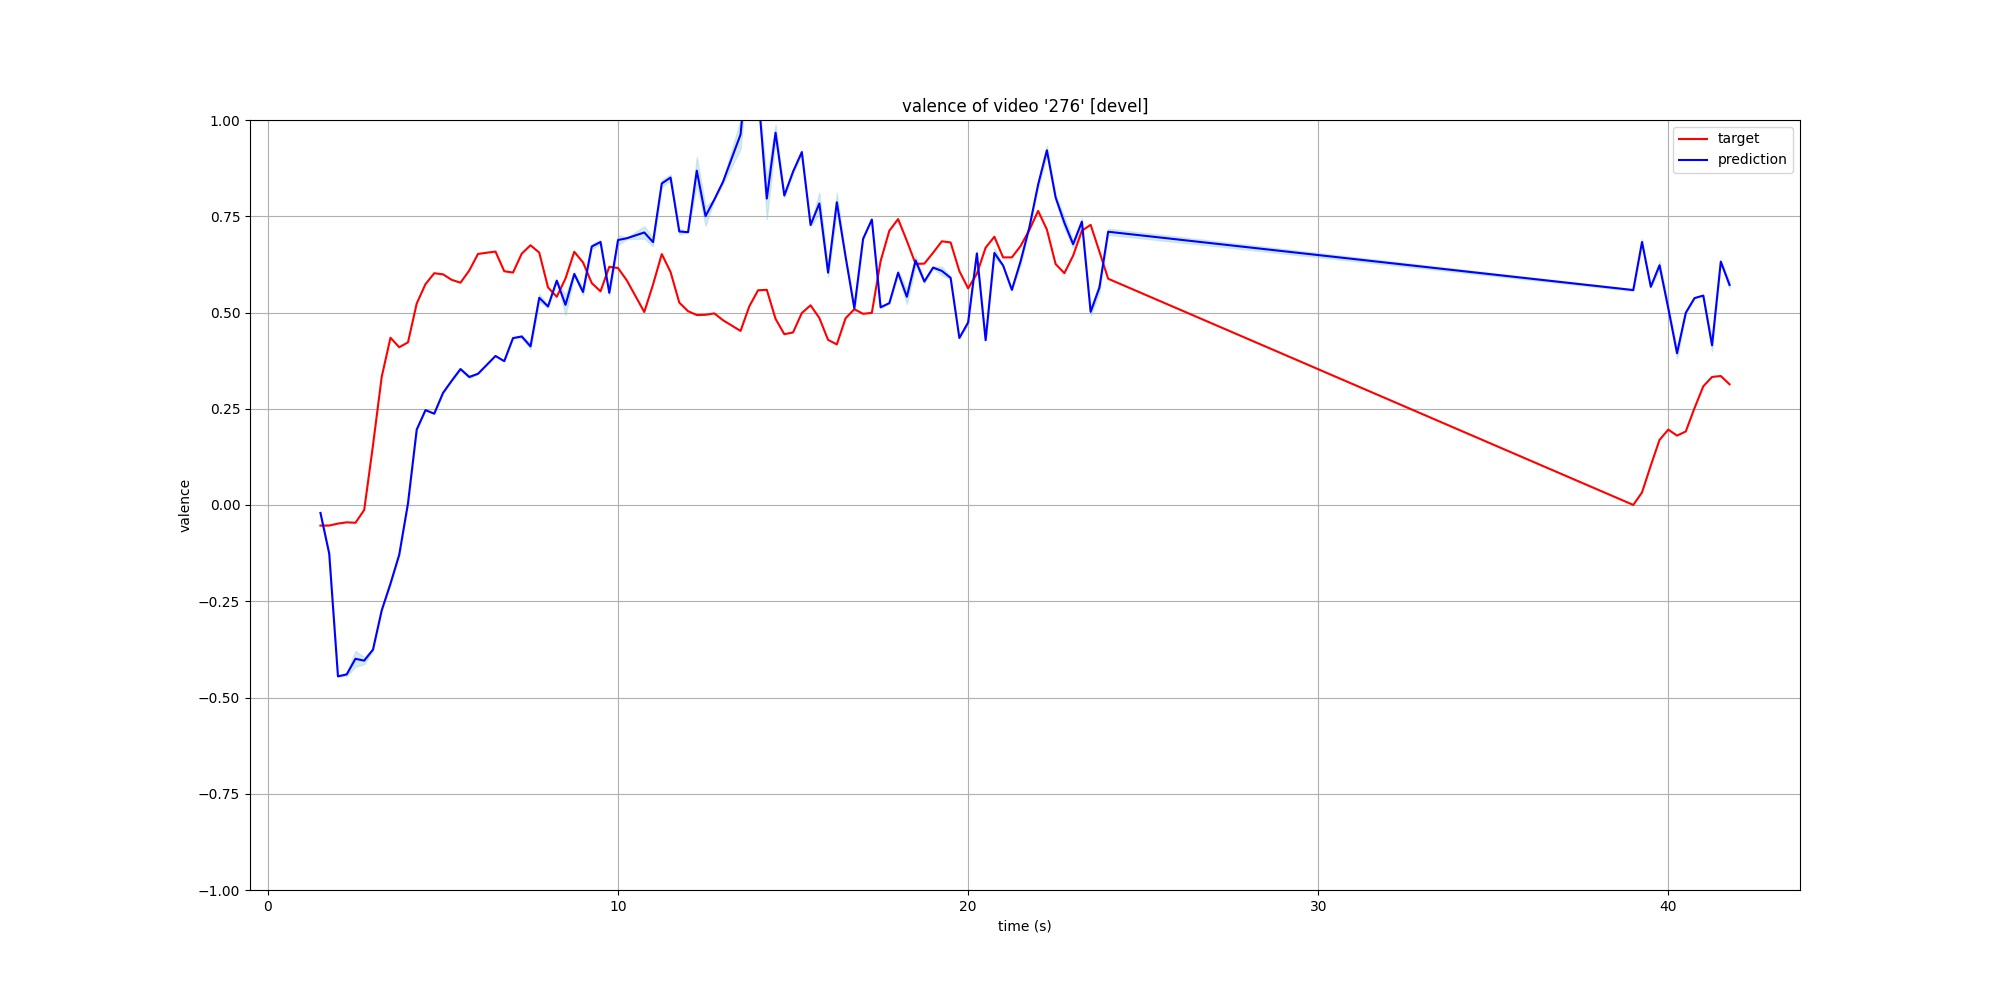 valence of video '276' [devel]
target
prediction
1.00
0.75
0.50
0.25
0.00
−0.25
−0.50
−0.75
−1.00
valence
0 10 20 30 40
time (s)